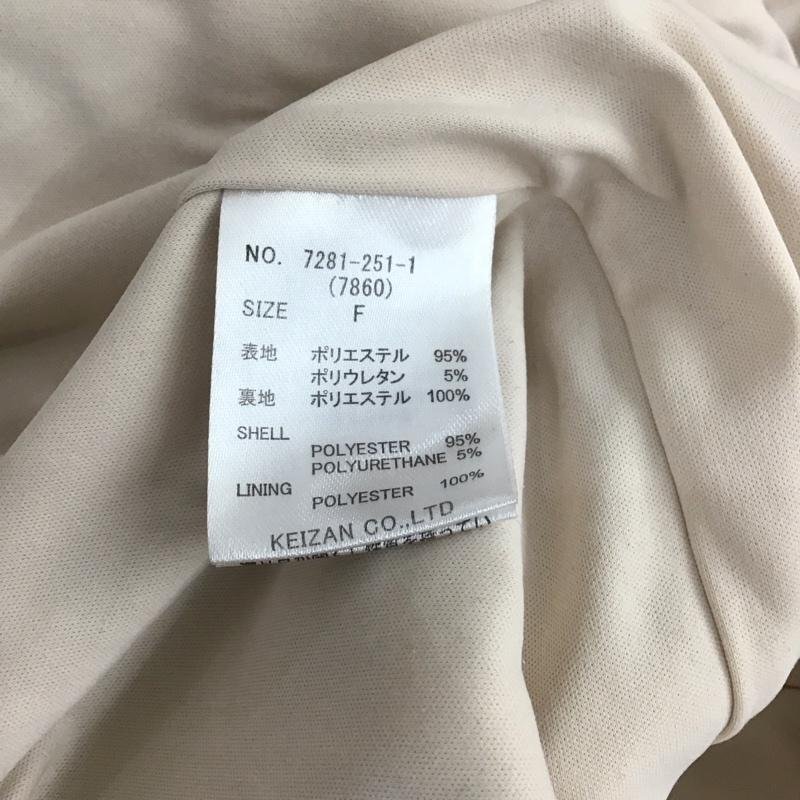 NO. 7281-251-1
(7860)
SIZE F
表地 ポリエステル 95%
ポリウレタン 5%
裏地 ポリエステル 100%
SHELL POLYESTER 95%
POLYURETHANE 5%
LINING POLYESTER 100%
KEIZAN CO.,LTD